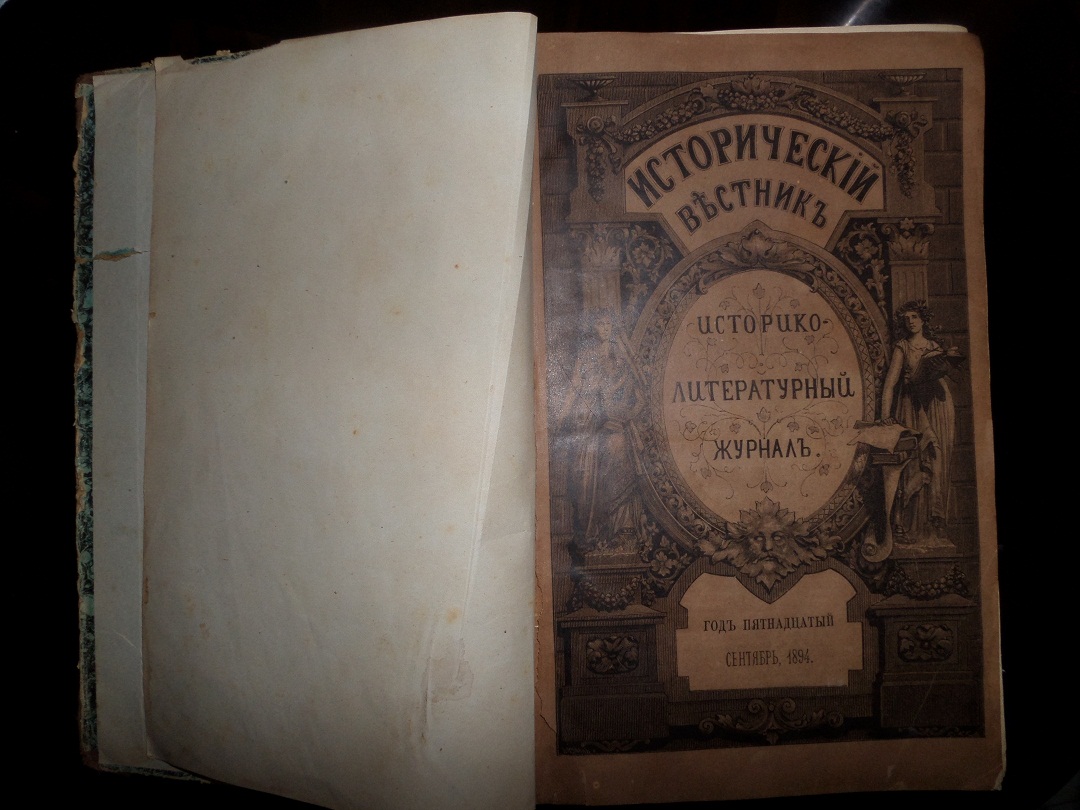 ИСТОРИЧЕСКІЙ
ВѢСТНИКЪ
ИСТОРИКО-
ЛИТЕРАТУРНЫЙ
ЖУРНАЛЪ.
ГОДЪ ПЯТНАДЦАТЫЙ
СЕНТЯБРЬ, 1894.